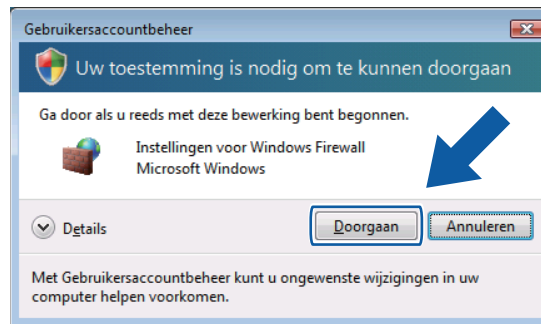 Gebruikersaccountbeheer
Uw toestemming is nodig om te kunnen doorgaan
Ga door als u reeds met deze bewerking bent begonnen.
Instellingen voor Windows Firewall
Microsoft Windows
Details
Doorgaan
Annuleren
Met Gebruikersaccountbeheer kunt u ongewenste wijzigingen in uw
computer helpen voorkomen.